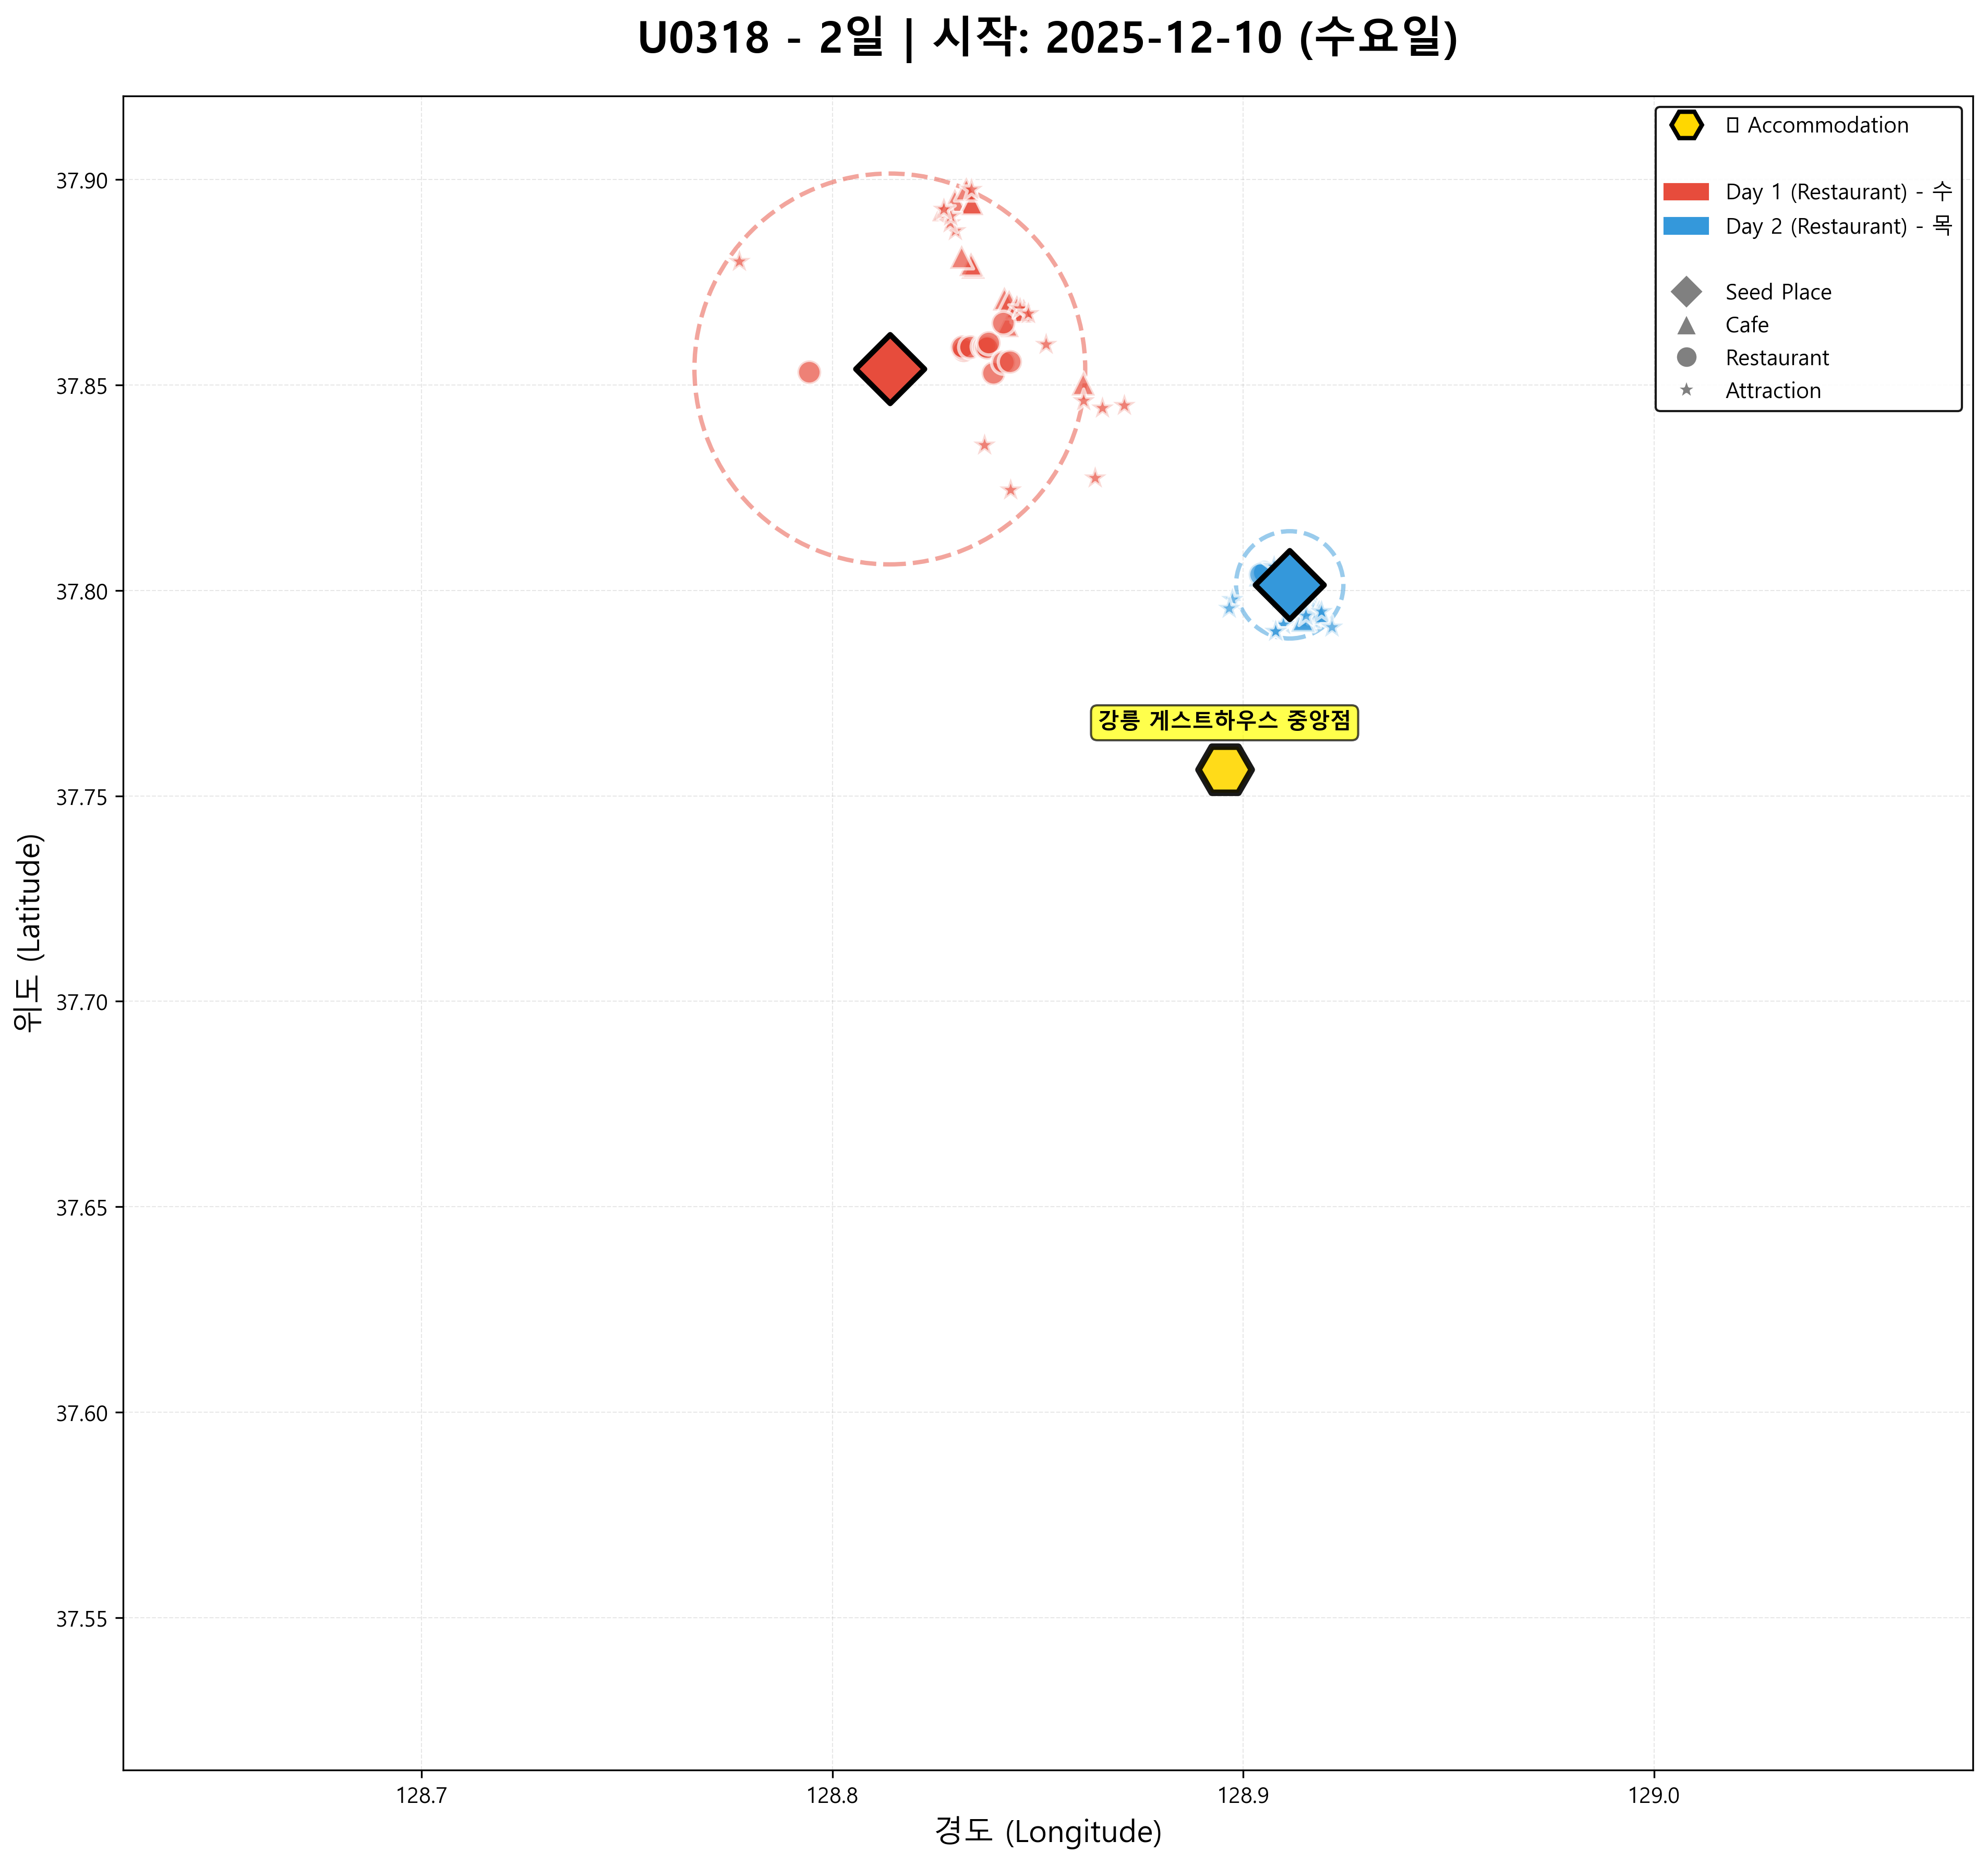 U0318 - 2일 | 시작: 2025-12-10 (수요일)
Accommodation
Day 1 (Restaurant) - 수
Day 2 (Restaurant) - 목
Seed Place
Cafe
Restaurant
Attraction
강릉 게스트하우스 중앙점
위도 (Latitude)
37.90
37.85
37.80
37.75
37.70
37.65
37.60
37.55
128.7
128.8
128.9
129.0
경도 (Longitude)